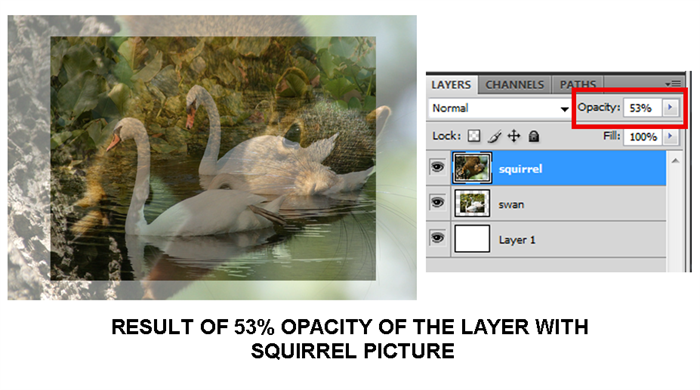 LAYERS CHANNELS PATHS
Normal Opacity: 53%
Lock: Fill: 100%
squirrel
swan
Layer 1
RESULT OF 53% OPACITY OF THE LAYER WITH
SQUIRREL PICTURE